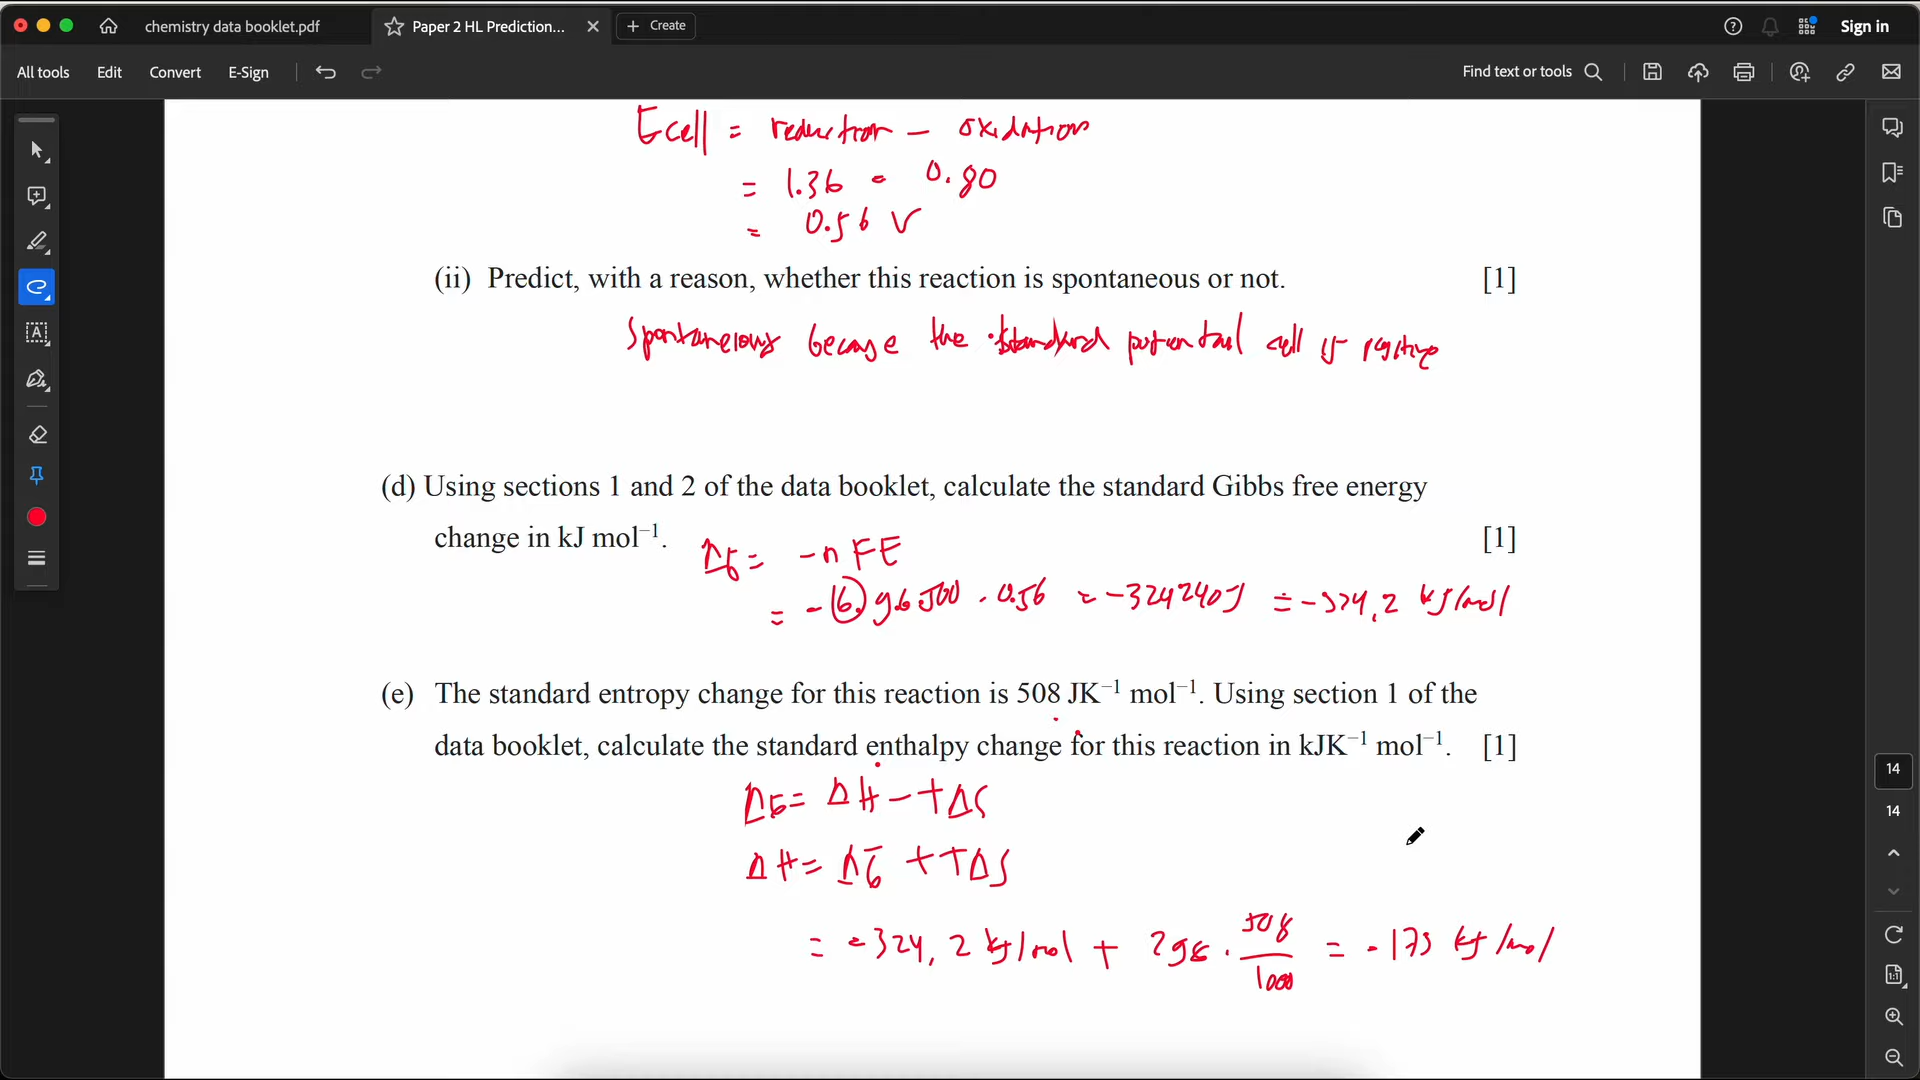 chemistry data booklet.pdf
Paper 2 HL Prediction...
Create
Sign in
All tools
Edit
Convert
E-Sign
Find text or tools
Ecell = reduction - oxidation
= 1.36 - 0.80
= 0.56 V
(ii) Predict, with a reason, whether this reaction is spontaneous or not. [1]
Spontaneous because the standard potential cell is positive
(d) Using sections 1 and 2 of the data booklet, calculate the standard Gibbs free energy
change in kJ mol⁻¹. [1]
ΔG = -nFE
= -(6). 96500 . 0.56 = -324240J = -324,2 kJ/mol
(e) The standard entropy change for this reaction is 508 JK⁻¹ mol⁻¹. Using section 1 of the
data booklet, calculate the standard enthalpy change for this reaction in kJK⁻¹ mol⁻¹. [1]
ΔG = ΔH - TΔS
ΔH = ΔG + TΔS
= -324,2 kJ/mol + 298 . 508/1000 = -173 kJ/mol
14
14